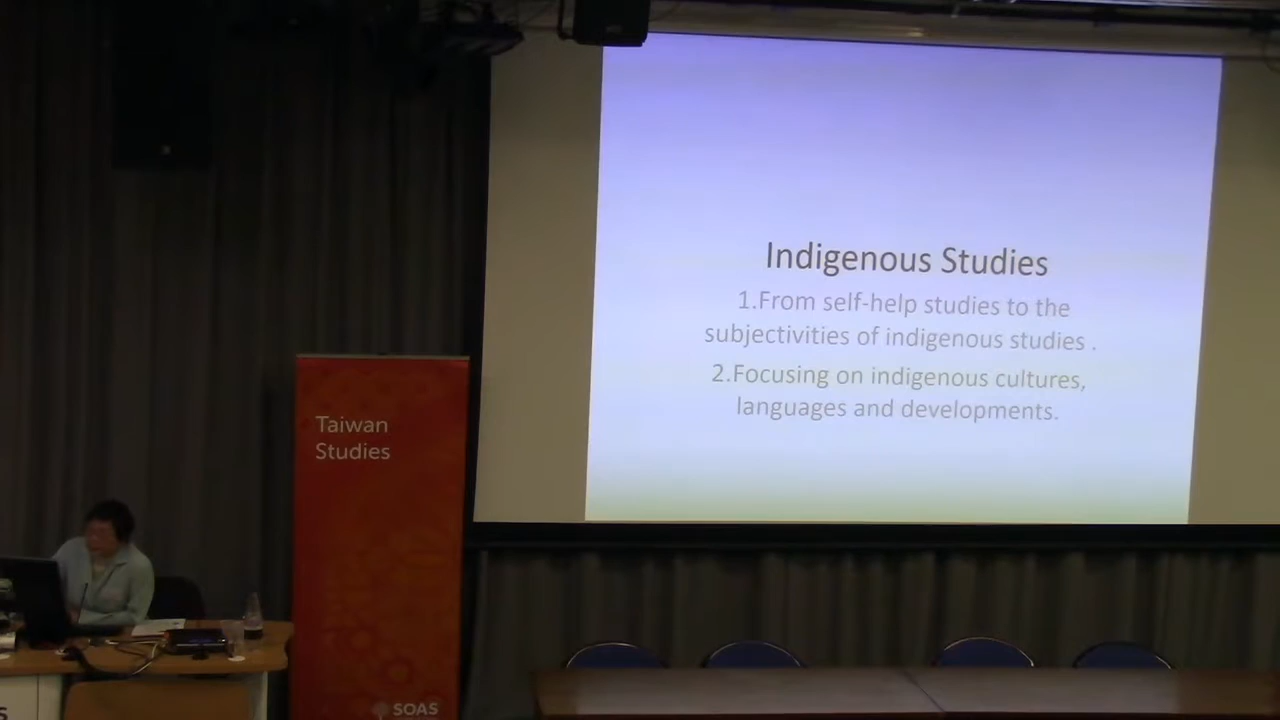 Indigenous Studies
1.From self-help studies to the
subjectivities of indigenous studies .
2.Focusing on indigenous cultures,
languages and developments.
Taiwan
Studies
SOAS